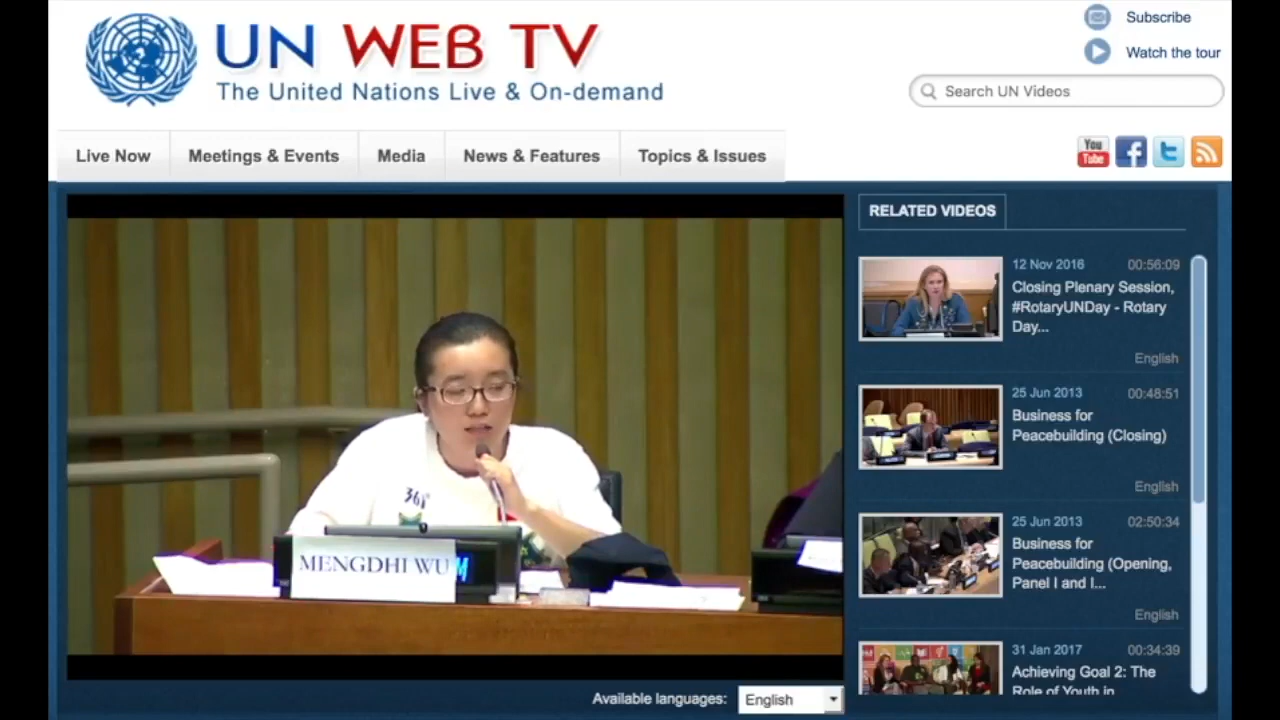 UN WEB TV
The United Nations Live & On-demand
Subscribe
Watch the tour
Search UN Videos
Live Now
Meetings & Events
Media
News & Features
Topics & Issues
You
Tube
RELATED VIDEOS
36
MENGDHI WU
M
Available languages:
English
12 Nov 2016
00:56:09
Closing Plenary Session,
#RotaryUNDay - Rotary
Day...
English
25 Jun 2013
00:48:51
Business for
Peacebuilding (Closing)
English
25 Jun 2013
02:50:34
Business for
Peacebuilding (Opening,
Panel I and I...
English
31 Jan 2017
00:34:39
Achieving Goal 2: The
Role of Youth in